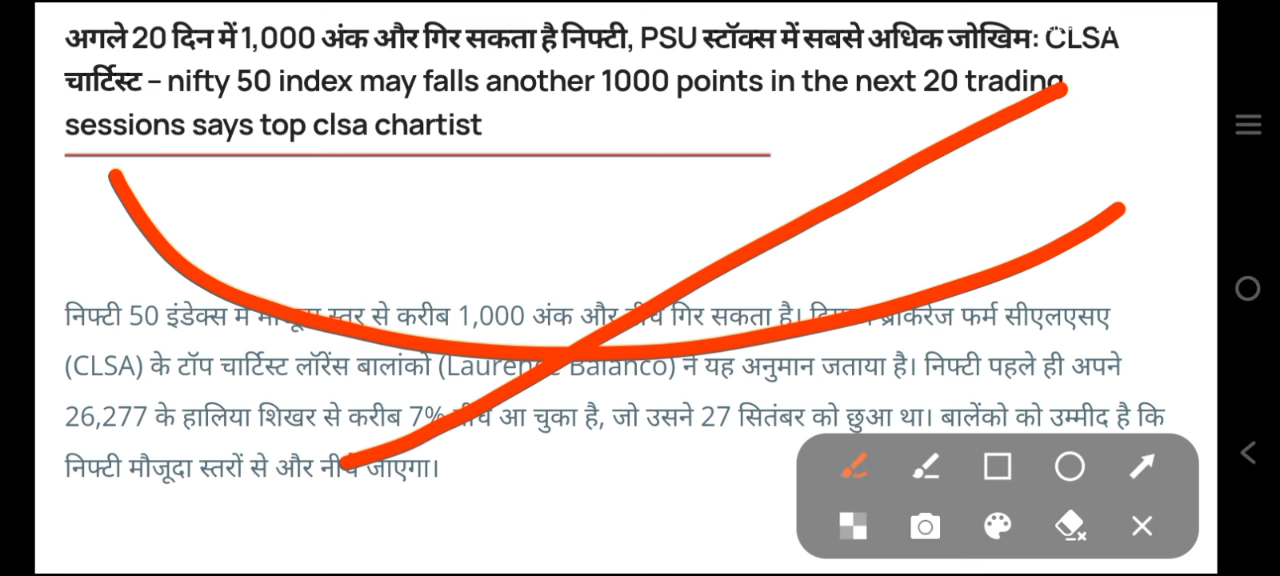 अगले 20 दिन में 1,000 अंक और गिर सकता है निफ्टी, PSU स्टॉक्स में सबसे अधिक जोखिम: CLSA
चार्टिस्ट – nifty 50 index may falls another 1000 points in the next 20 trading
sessions says top clsa chartist
निफ्टी 50 इंडेक्स में स्तर से करीब 1,000 अंक और गिर सकता है। ब्रोकरेज फर्म सीएलएसए
(CLSA) के टॉप चार्टिस्ट लॉरेंस बालांको (Laurence Balanco) ने यह अनुमान जताया है। निफ्टी पहले ही अपने
26,277 के हालिया शिखर से करीब 7% नीचे आ चुका है, जो उसने 27 सितंबर को छुआ था। बालेंको को उम्मीद है कि
निफ्टी मौजूदा स्तरों से और नीचे जाएगा।